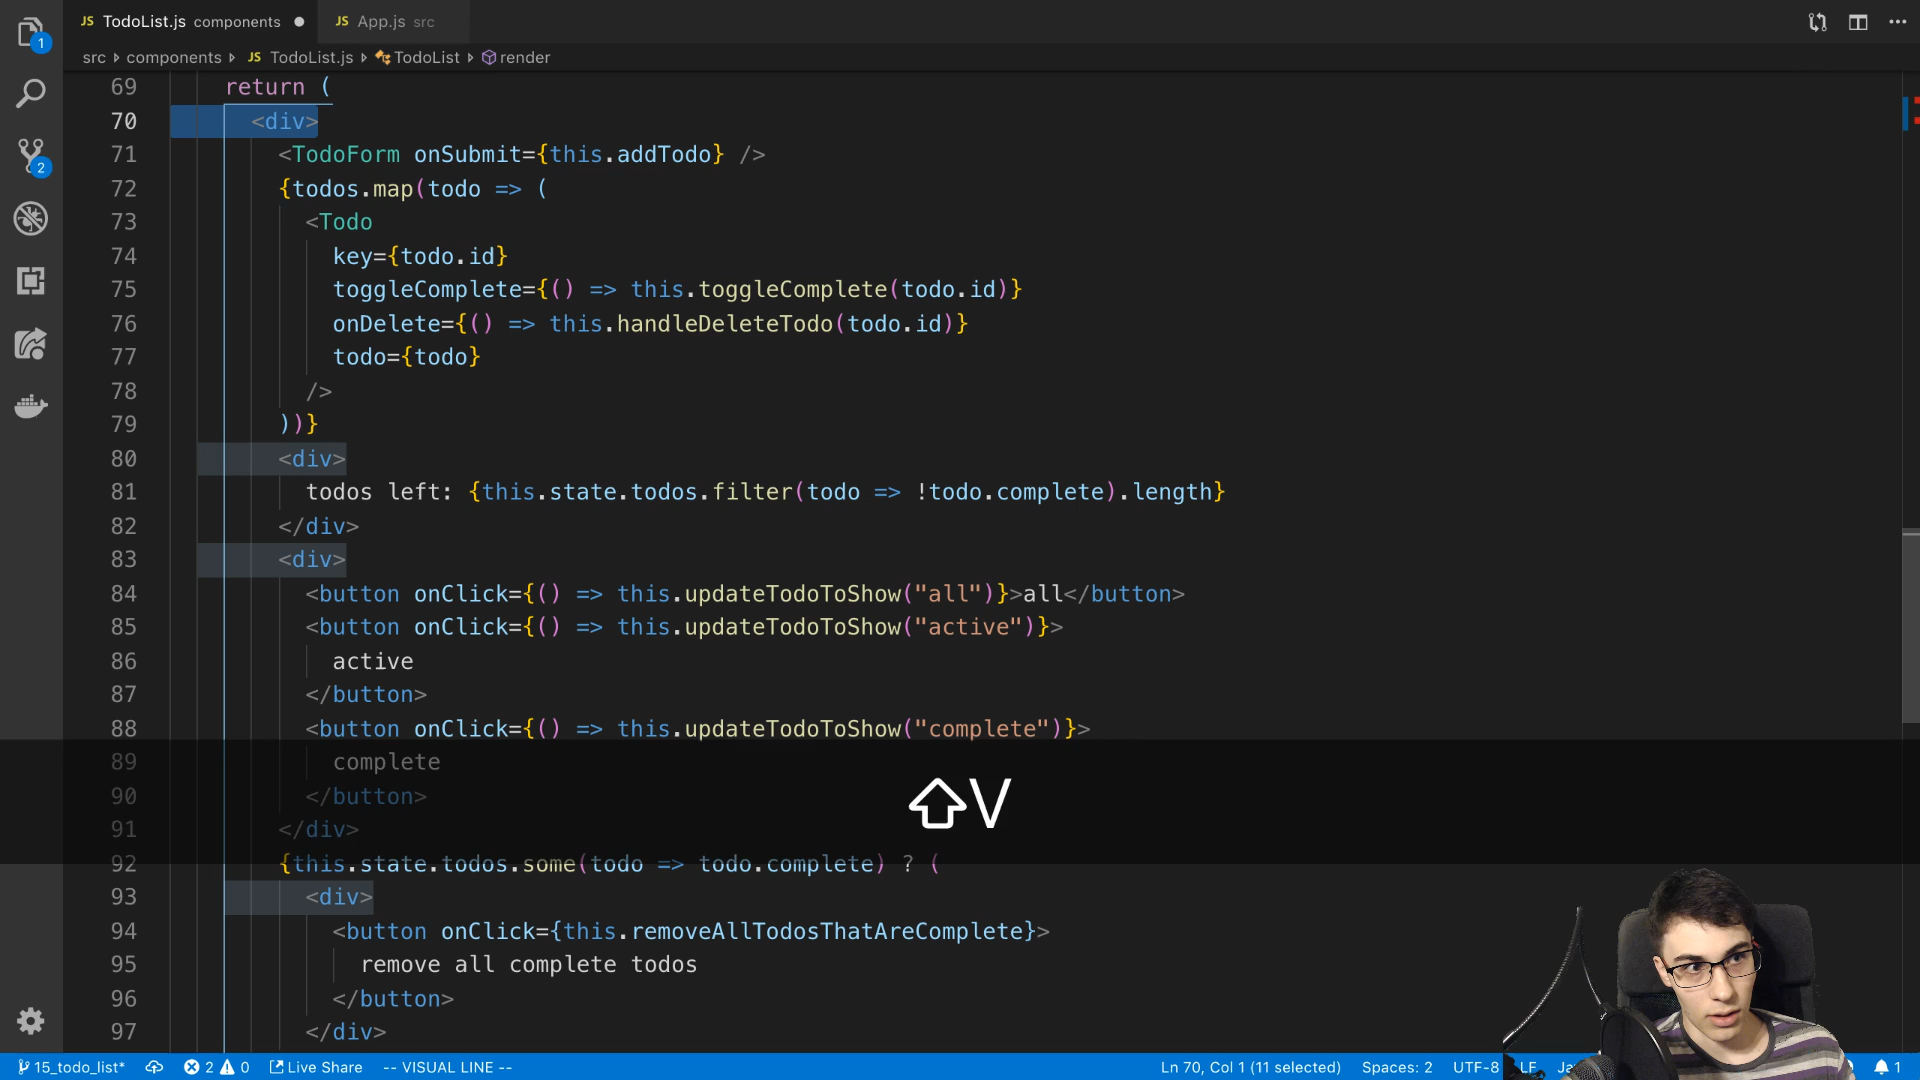 JS TodoList.js components ● JS App.js src
src components JS TodoList.js TodoList render
1
2
69 return (
70 <div>
71 <TodoForm onSubmit={this.addTodo} />
72 {todos.map(todo => (
73 <Todo
74 key={todo.id}
75 toggleComplete={() => this.toggleComplete(todo.id)}
76 onDelete={() => this.handleDeleteTodo(todo.id)}
77 todo={todo}
78 />
79 ))}
80 <div>
81 todos left: {this.state.todos.filter(todo => !todo.complete).length}
82 </div>
83 <div>
84 <button onClick={() => this.updateTodoToShow("all")}>all</button>
85 <button onClick={() => this.updateTodoToShow("active")}>
86 active
87 </button>
88 <button onClick={() => this.updateTodoToShow("complete")}>
89 complete
90 </button>
⇧V
91 </div>
92 {this.state.todos.some(todo => todo.complete) ? (
93 <div>
94 <button onClick={this.removeAllTodosThatAreComplete}>
95 remove all complete todos
96 </button>
97 </div>
15_todo_list* 2 0 Live Share -- VISUAL LINE -- Ln 70, Col 1 (11 selected) Spaces: 2 UTF-8 LF 1